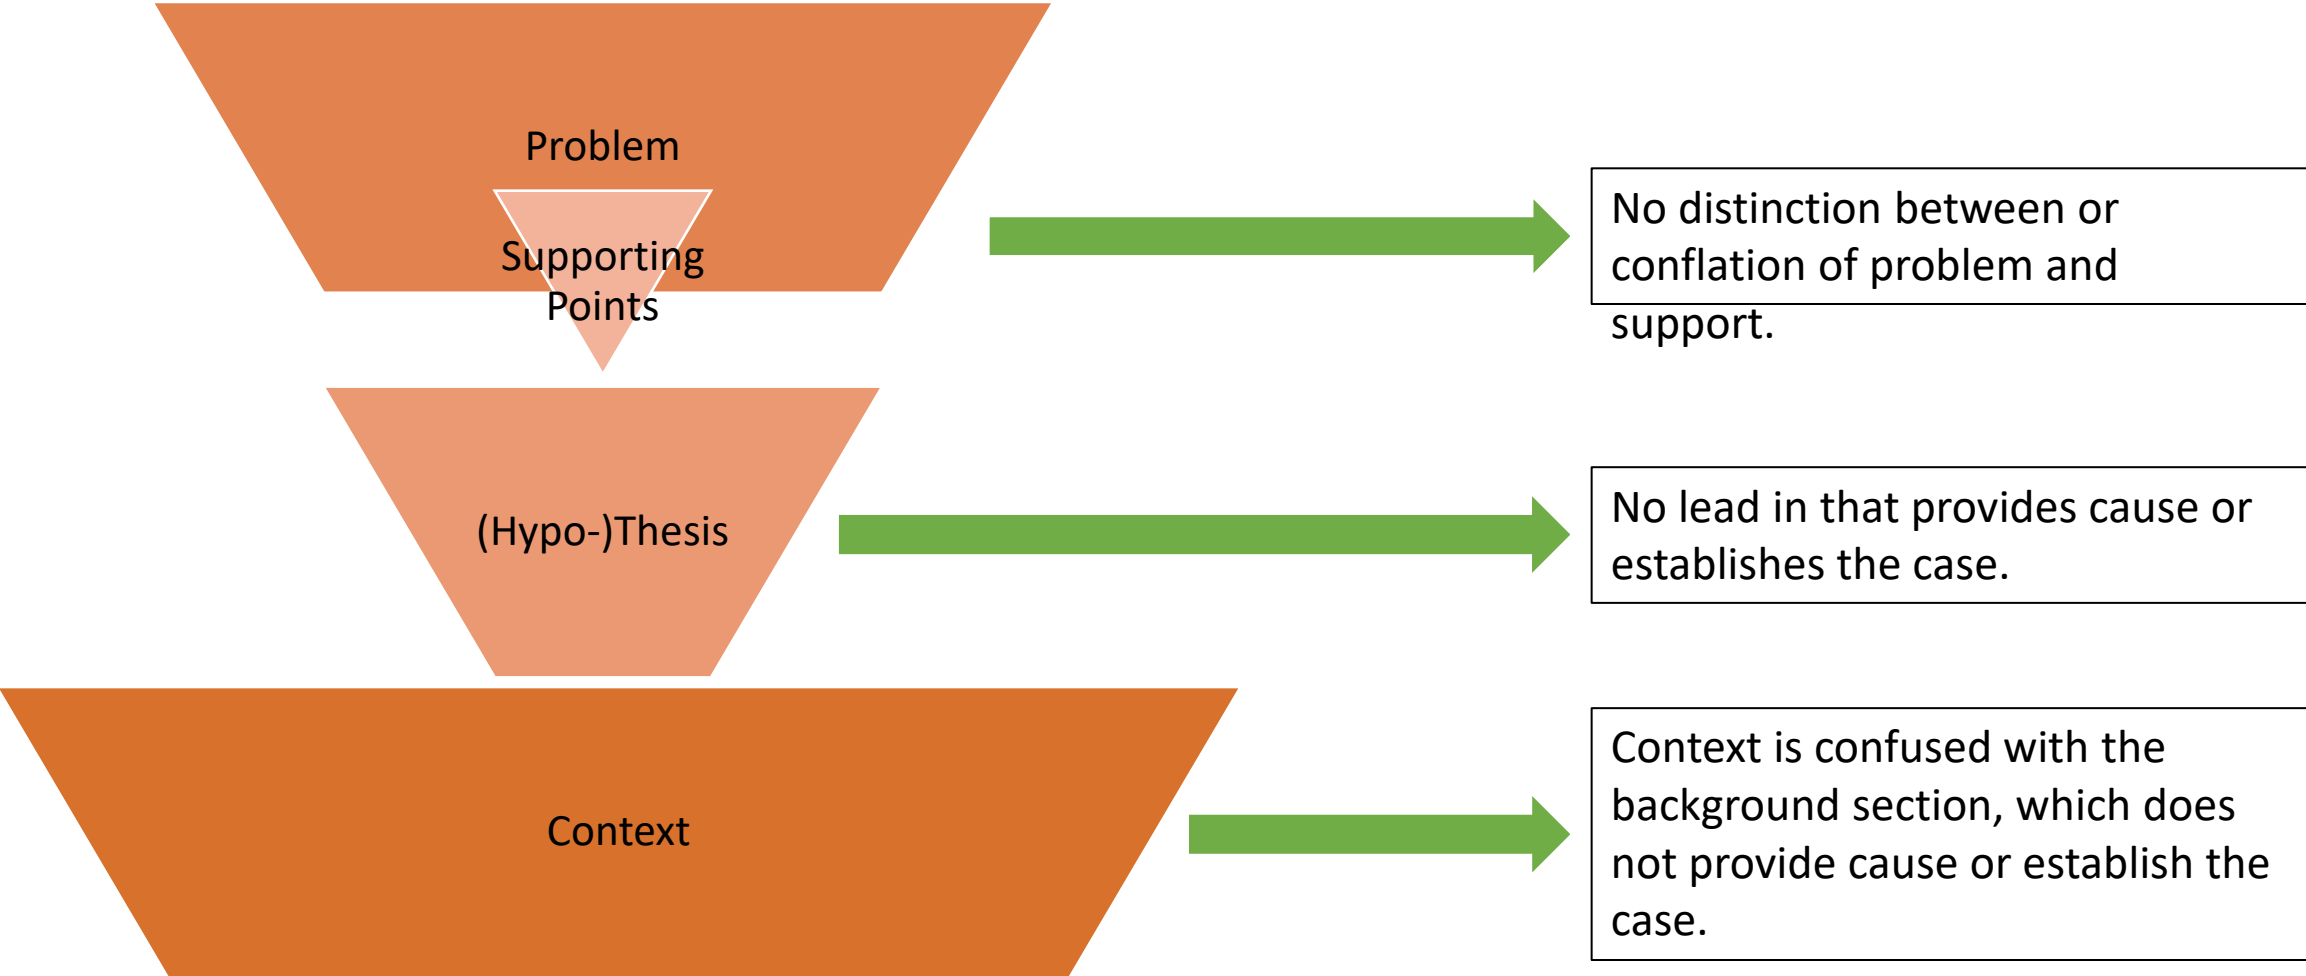 Problem
Supporting
Points
No distinction between or
conflation of problem and
support.
(Hypo-)Thesis
No lead in that provides cause or
establishes the case.
Context
Context is confused with the
background section, which does
not provide cause or establish the
case.